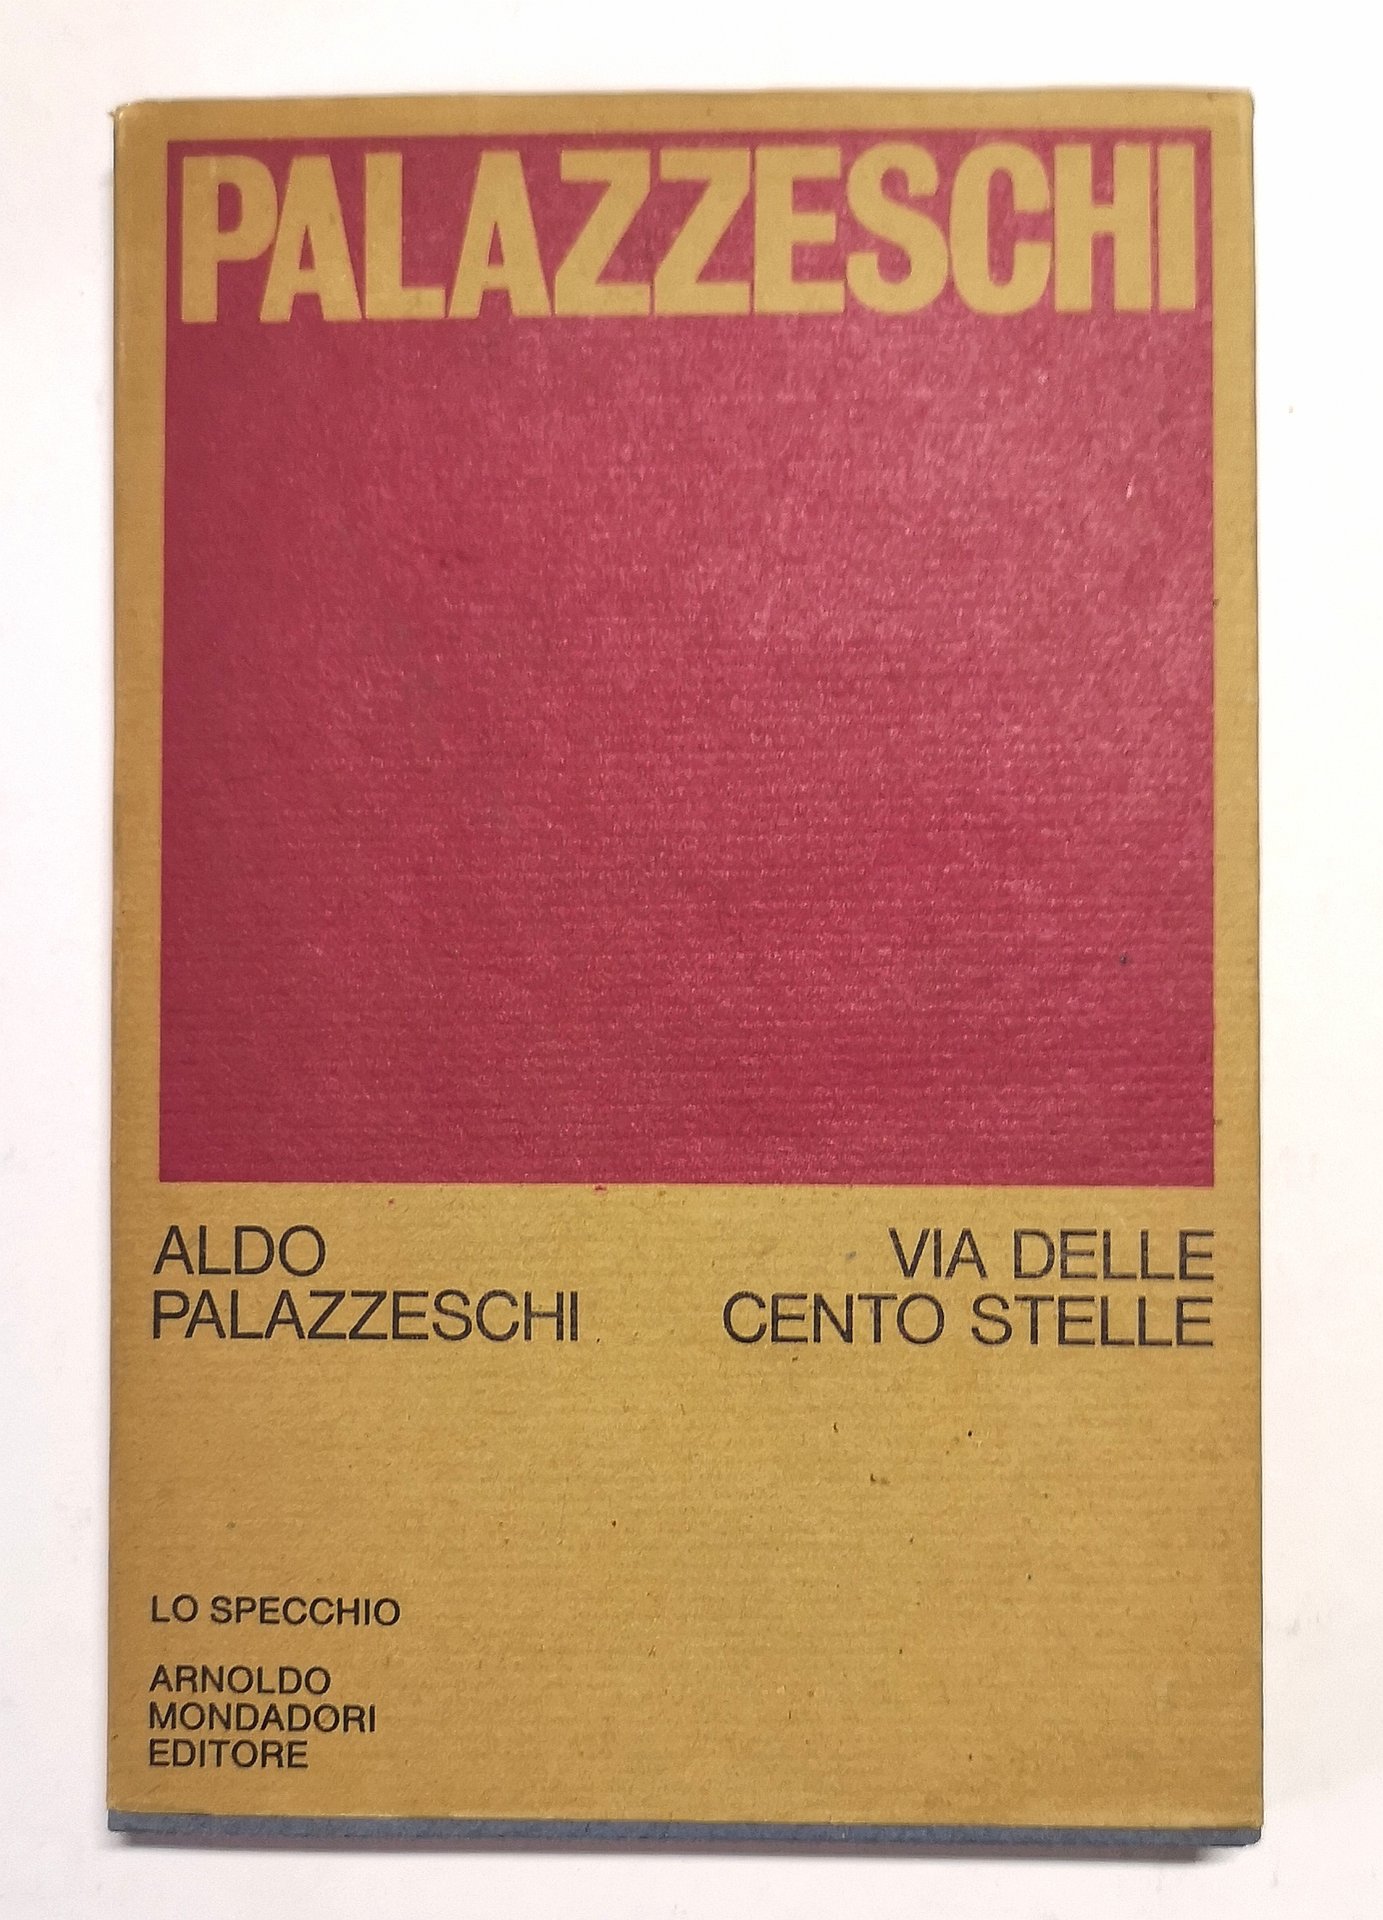 PALAZZESCHI
ALDO
PALAZZESCHI
VIA DELLE
CENTO STELLE
LO SPECCHIO
ARNOLDO
MONDADORI
EDITORE